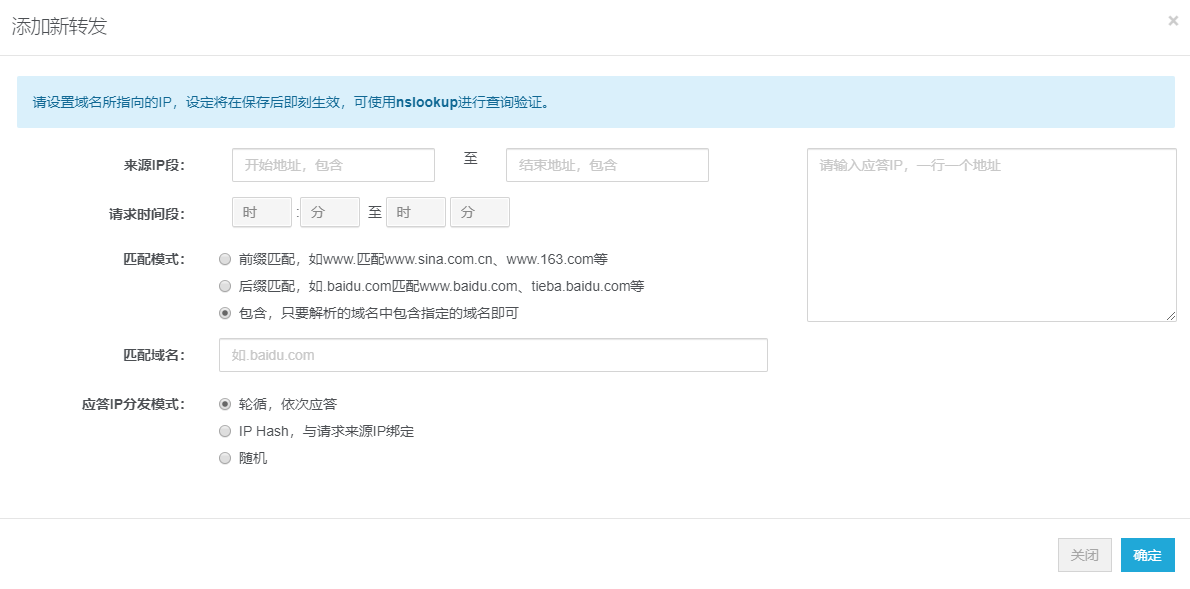 添加新转发
×
请设置域名所指向的IP，设定将在保存后即刻生效，可使用nslookup进行查询验证。
来源IP段： 开始地址，包含 至 结束地址，包含
请输入应答IP，一行一个地址
请求时间段： 时 : 分 至 时 分
匹配模式： 前缀匹配，如www.匹配www.sina.com.cn、www.163.com等
后缀匹配，如.baidu.com匹配www.baidu.com、tieba.baidu.com等
包含，只要解析的域名中包含指定的域名即可
匹配域名： 如.baidu.com
应答IP分发模式： 轮循，依次应答
IP Hash，与请求来源IP绑定
随机
关闭 确定